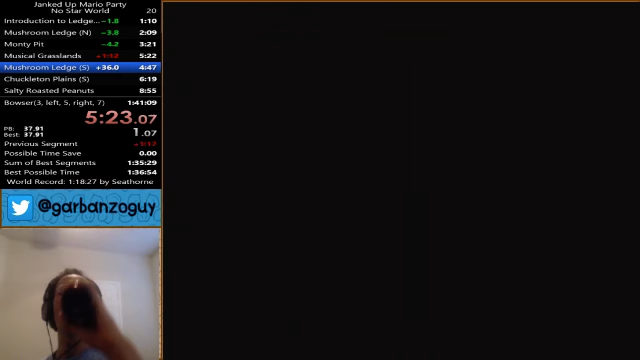 Janked Up Mario Party
No Star World 20
Introduction to Ledge... -1.8 1:10
Mushroom Ledge (N) -3.8 2:09
Monty Pit -4.2 3:21
Musical Grasslands +1:12 5:22
Mushroom Ledge (S) +36.0 4:47
Chuckleton Plains (S) 6:19
Salty Roasted Peanuts 8:55
Bowser(3, left, 5, right, 7) 1:41:09
5:23.07
PB: 37.91
Best: 37.91
1.07
Previous Segment +1:17
Possible Time Save 0.00
Sum of Best Segments 1:35:29
Best Possible Time 1:36:54
World Record: 1:18:27 by Seathorne
@garbanzoguy